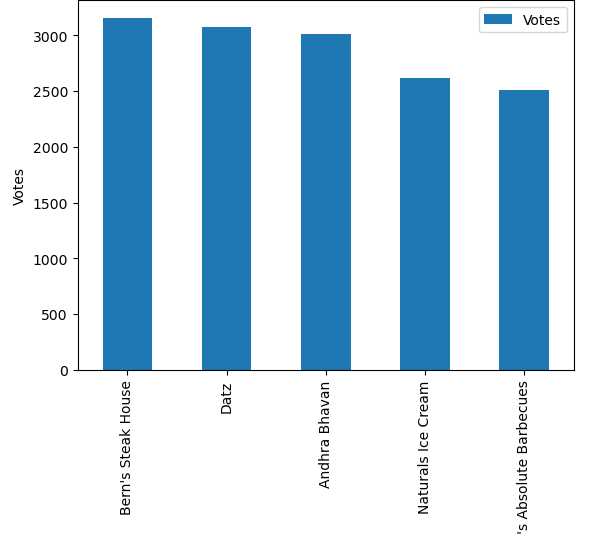 Votes
3000
2500
2000
1500
1000
500
0
Votes
Bern's Steak House
Datz
Andhra Bhavan
Naturals Ice Cream
's Absolute Barbecues